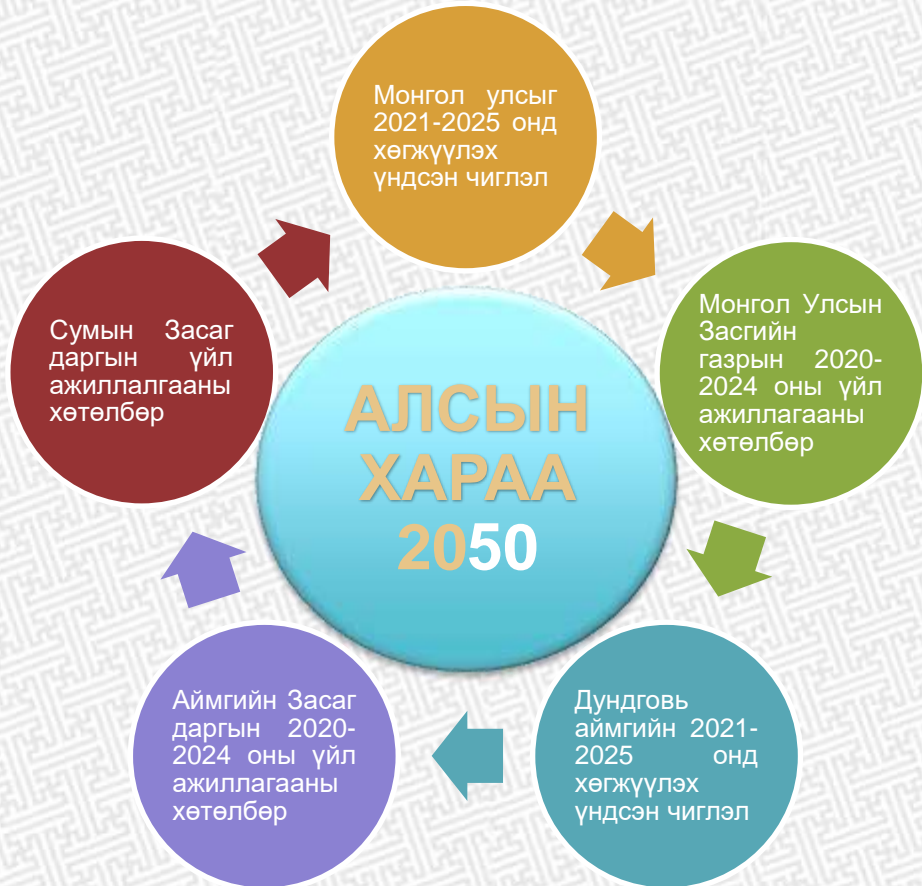 Монгол улсыг
2021-2025 онд
хөгжүүлэх
үндсэн чиглэл
Монгол Улсын
Засгийн
газрын 2020-
2024 оны үйл
ажиллагааны
хөтөлбөр
Дундговь
аймгийн 2021-
2025 онд
хөгжүүлэх
үндсэн чиглэл
Аймгийн Засаг
даргын 2020-
2024 оны үйл
ажиллагааны
хөтөлбөр
Сумын Засаг
даргын үйл
ажиллалгааны
хөтөлбөр
АЛСЫН
ХАРАА
2050